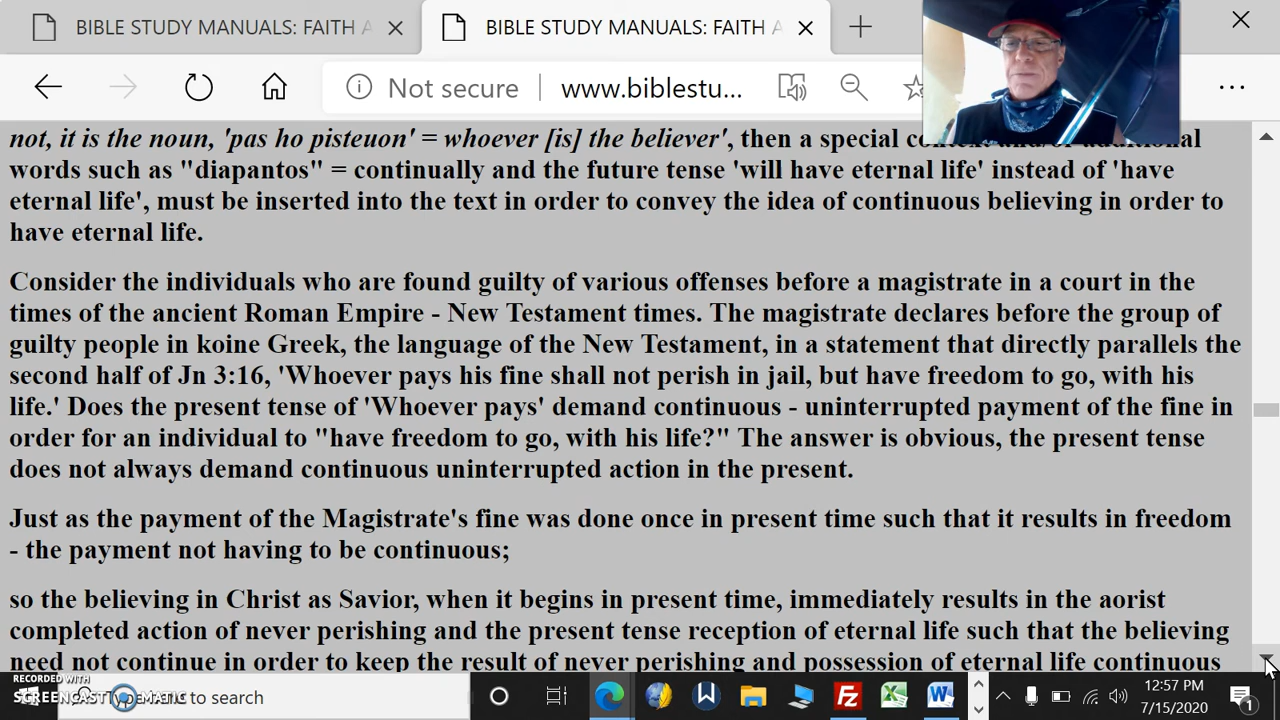 BIBLE STUDY MANUALS: FAITH A
BIBLE STUDY MANUALS: FAITH A
Not secure
www.biblestu...
not, it is the noun, 'pas ho pisteuon' = whoever [is] the believer', then a special
words such as "diapantos" = continually and the future tense 'will have eternal life' instead of 'have
eternal life', must be inserted into the text in order to convey the idea of continuous believing in order to
have eternal life.
Consider the individuals who are found guilty of various offenses before a magistrate in a court in the
times of the ancient Roman Empire - New Testament times. The magistrate declares before the group of
guilty people in koine Greek, the language of the New Testament, in a statement that directly parallels the
second half of Jn 3:16, 'Whoever pays his fine shall not perish in jail, but have freedom to go, with his
life.' Does the present tense of 'Whoever pays' demand continuous - uninterrupted payment of the fine in
order for an individual to "have freedom to go, with his life?" The answer is obvious, the present tense
does not always demand continuous uninterrupted action in the present.
Just as the payment of the Magistrate's fine was done once in present time such that it results in freedom
- the payment not having to be continuous;
so the believing in Christ as Savior, when it begins in present time, immediately results in the aorist
completed action of never perishing and the present tense reception of eternal life such that the believing
need not continue in order to keep the result of never perishing and possession of eternal life continuous
RECORDED WITH
SCREENCAST-O-MATIC
to search
12:57 PM
7/15/2020
1